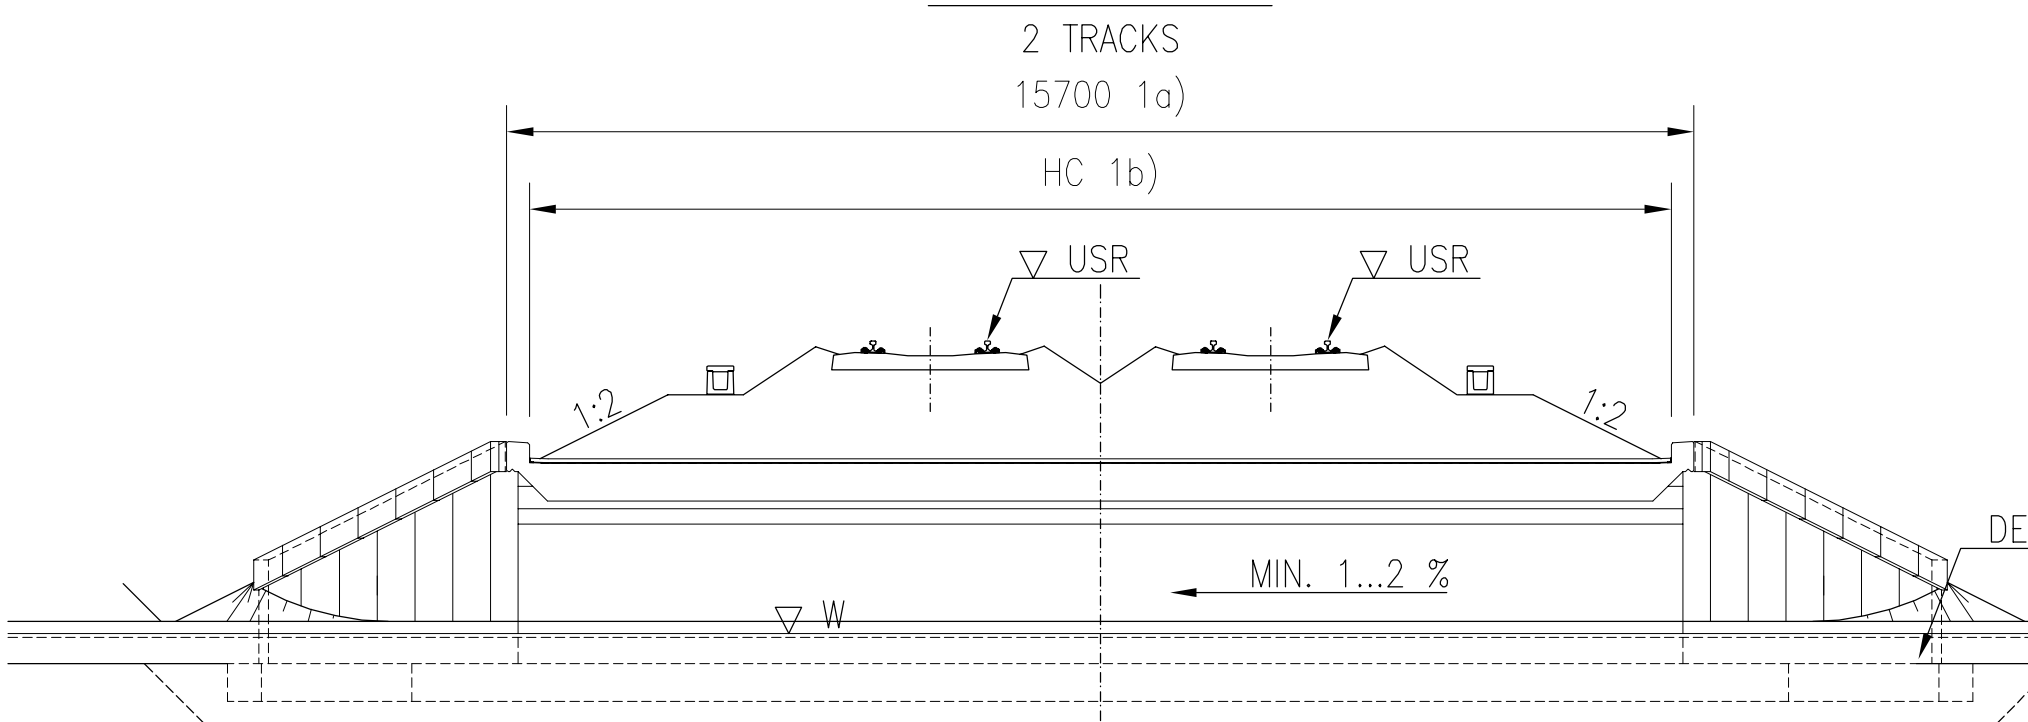 2 TRACKS
15700 1a)
HC 1b)
USR
USR
1:2
1:2
DE
MIN. 1...2 %
W